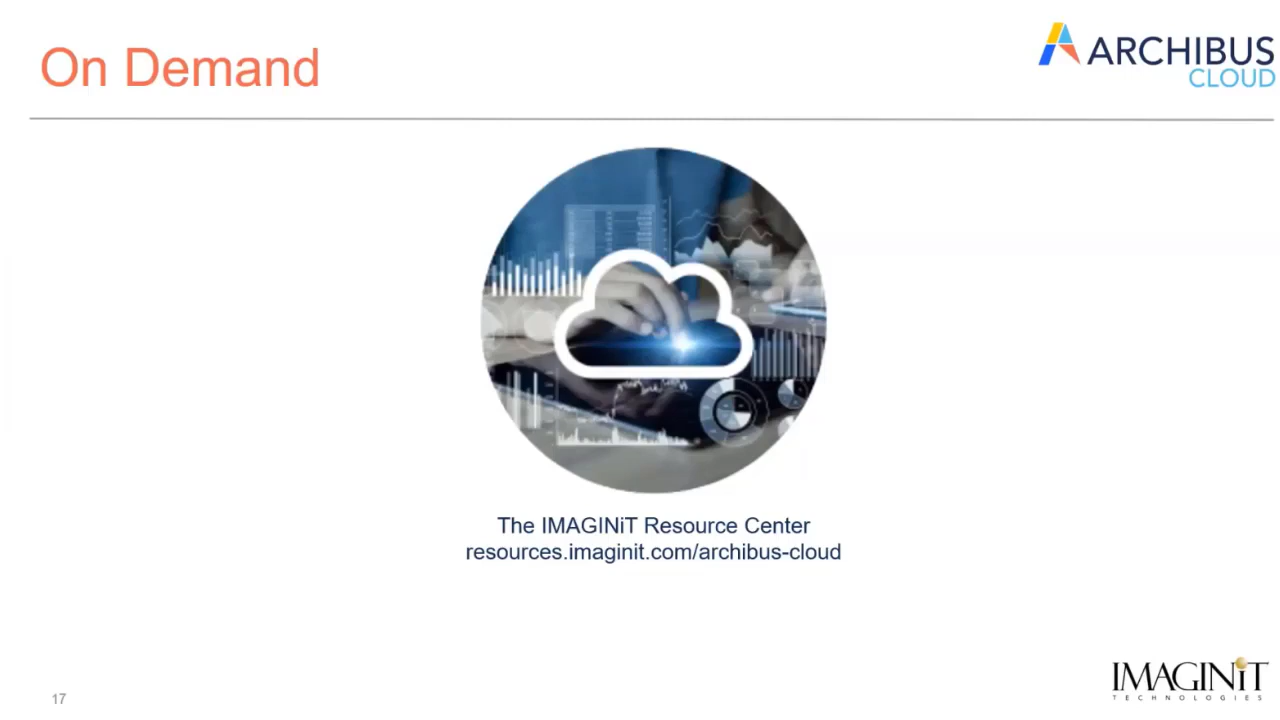 On Demand
ARCHIBUS
CLOUD
The IMAGINiT Resource Center
resources.imaginit.com/archibus-cloud
IMAGINiT
TECHNOLOGIES
17